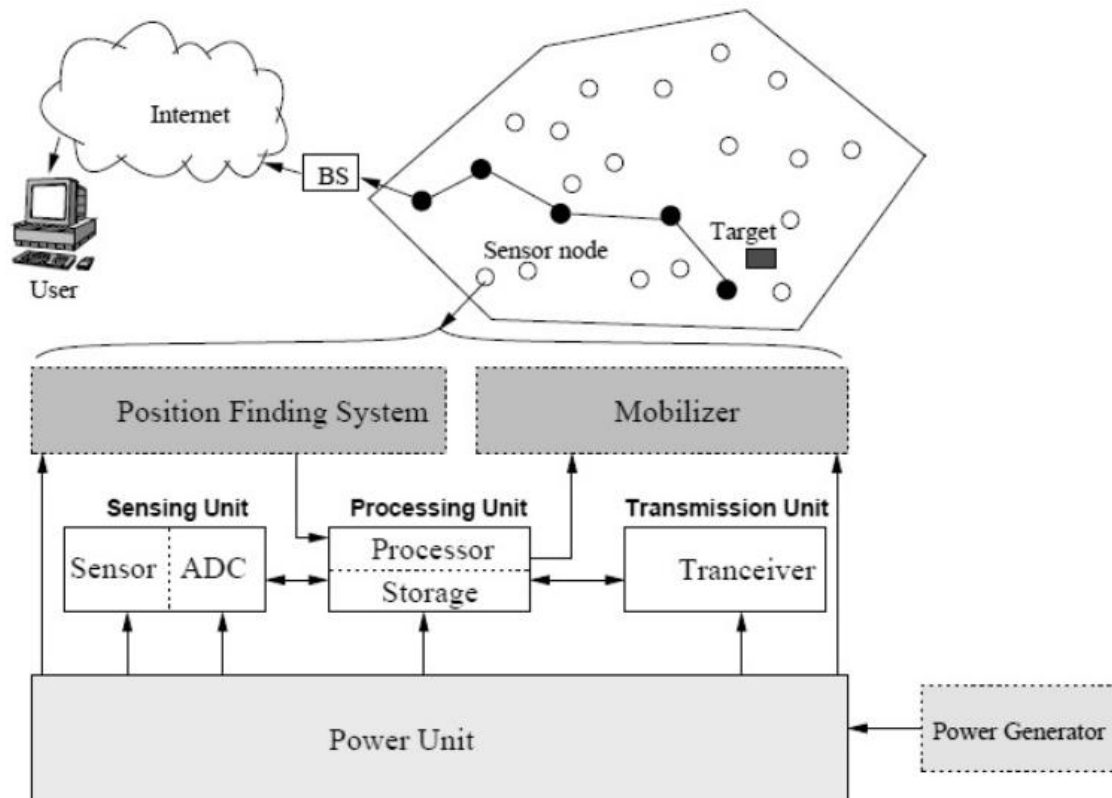 Internet
BS
Target
Sensor node
User
Position Finding System
Mobilizer
Sensing Unit
Processing Unit
Transmission Unit
Sensor
ADC
Processor
Storage
Tranceiver
Power Unit
Power Generator